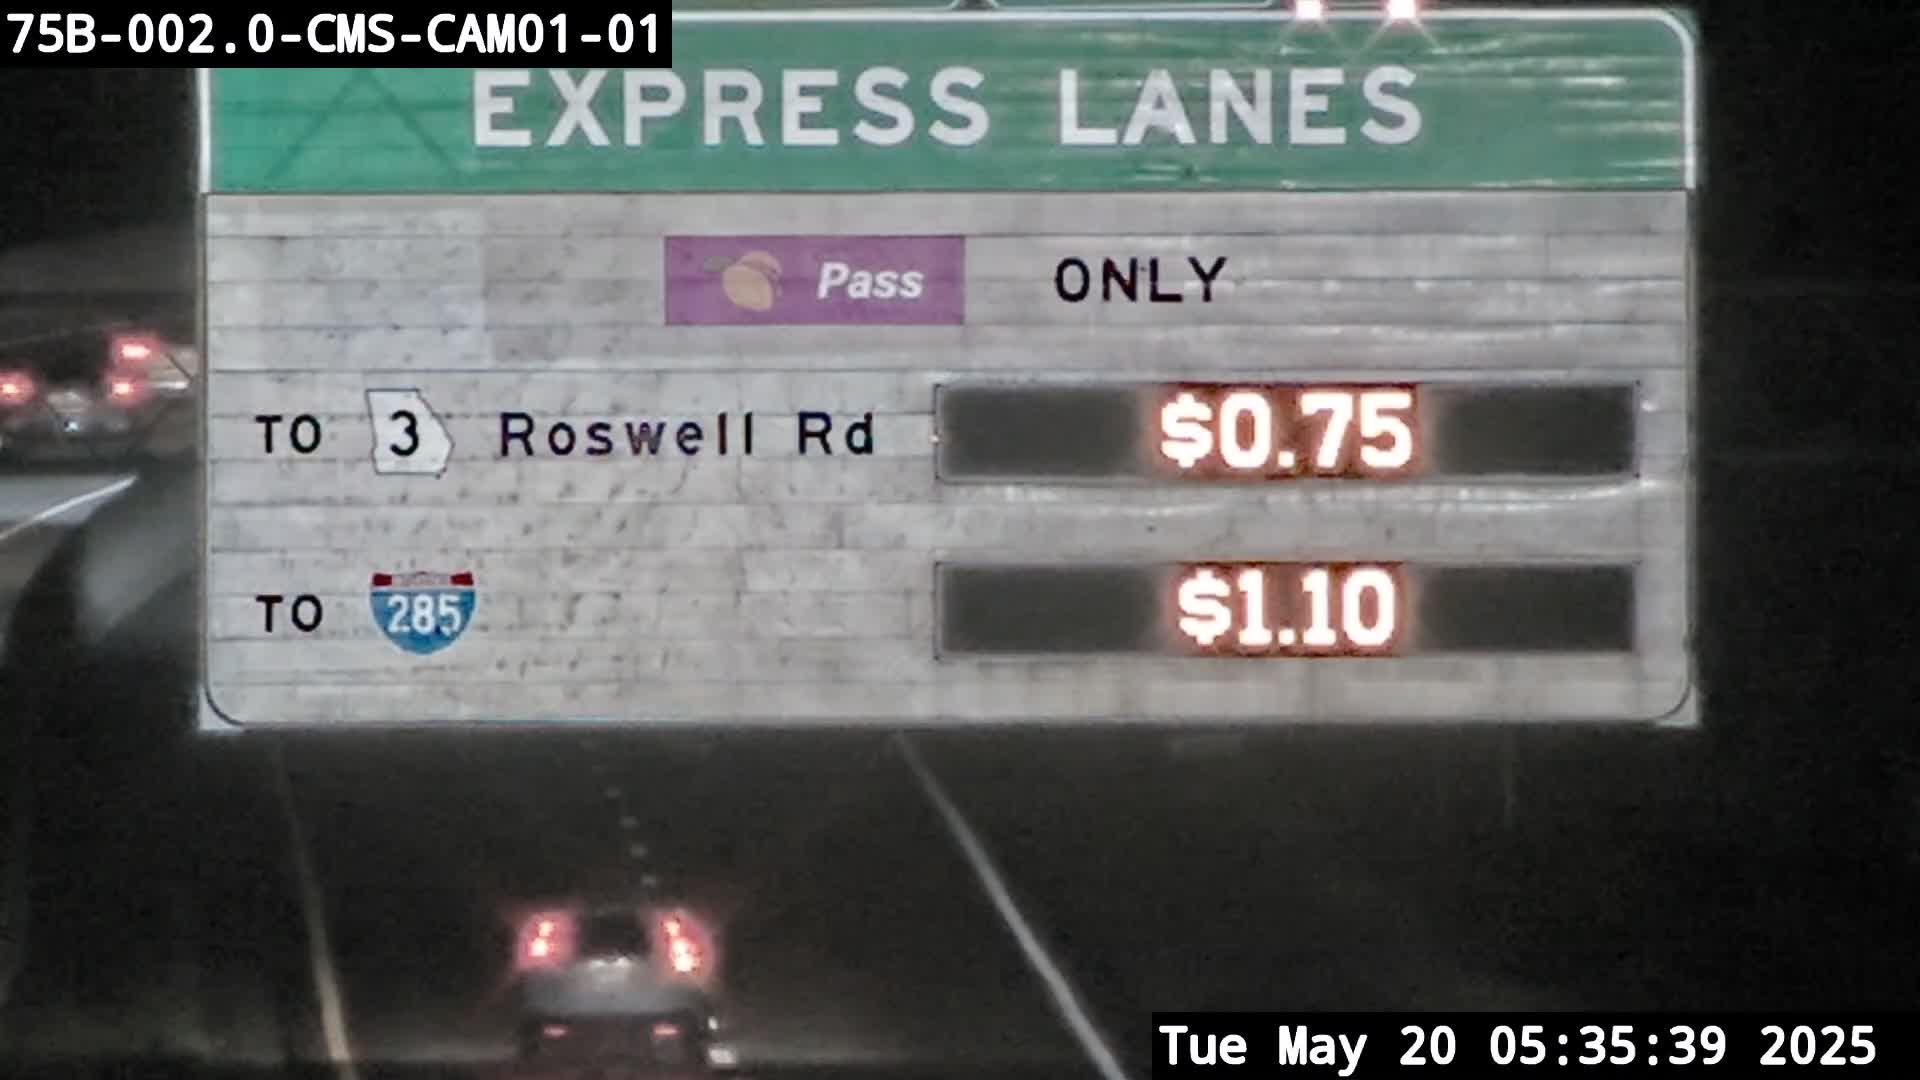 75B-002.0-CMS-CAM01-01
EXPRESS LANES
Pass ONLY
TO 3 Roswell Rd $0.75
TO 285 $1.10
Tue May 20 05:35:39 2025